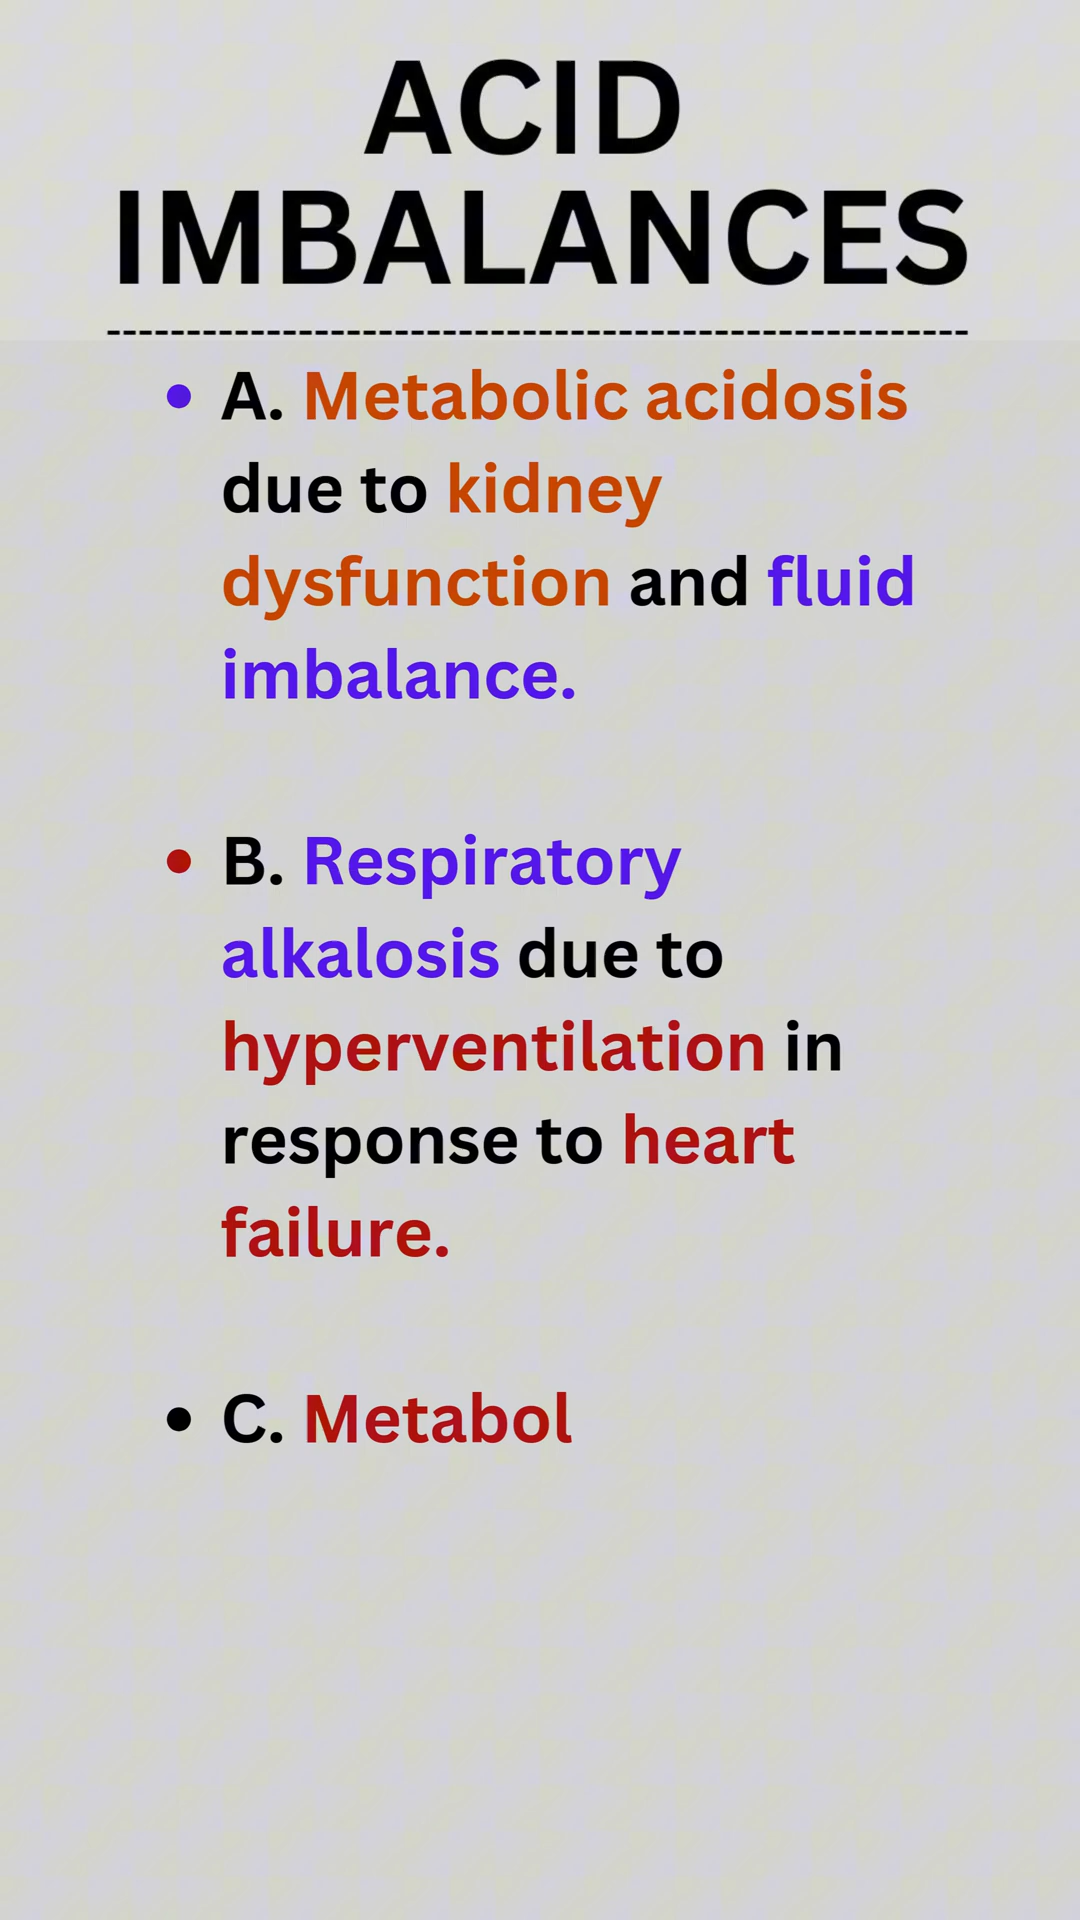 ACID
IMBALANCES
------------------------------------------------------
• A. Metabolic acidosis
due to kidney
dysfunction and fluid
imbalance.
• B. Respiratory
alkalosis due to
hyperventilation in
response to heart
failure.
• C. Metabol